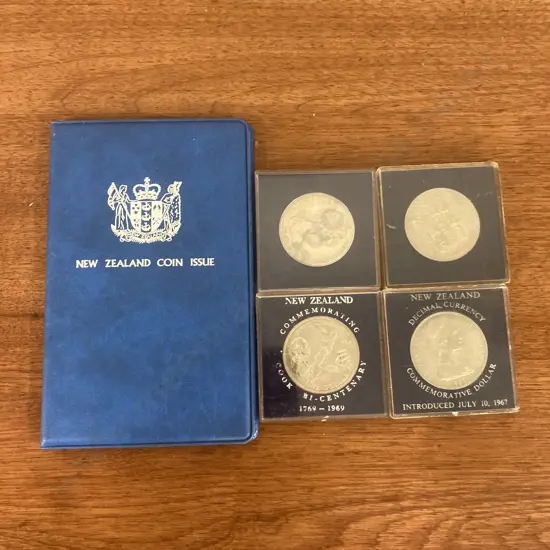 NEW ZEALAND COIN ISSUE
NEW ZEALAND
COMMEMORATING
COOK BI-CENTENARY
1769 - 1969
NEW ZEALAND
DECIMAL CURRENCY
COMMEMORATIVE DOLLAR
INTRODUCED JULY 10, 1967